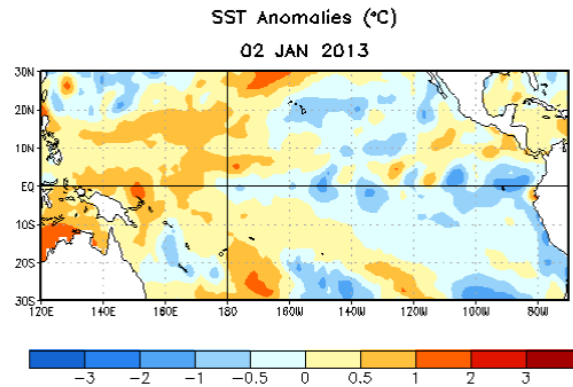 SST Anomalies (°C)
02 JAN 2013
30N
20N
10N
EQ
10S
20S
30S
120E 140E 160E 180 160W 140W 120W 100W 80W
-3 -2 -1 -0.5 0 0.5 1 2 3